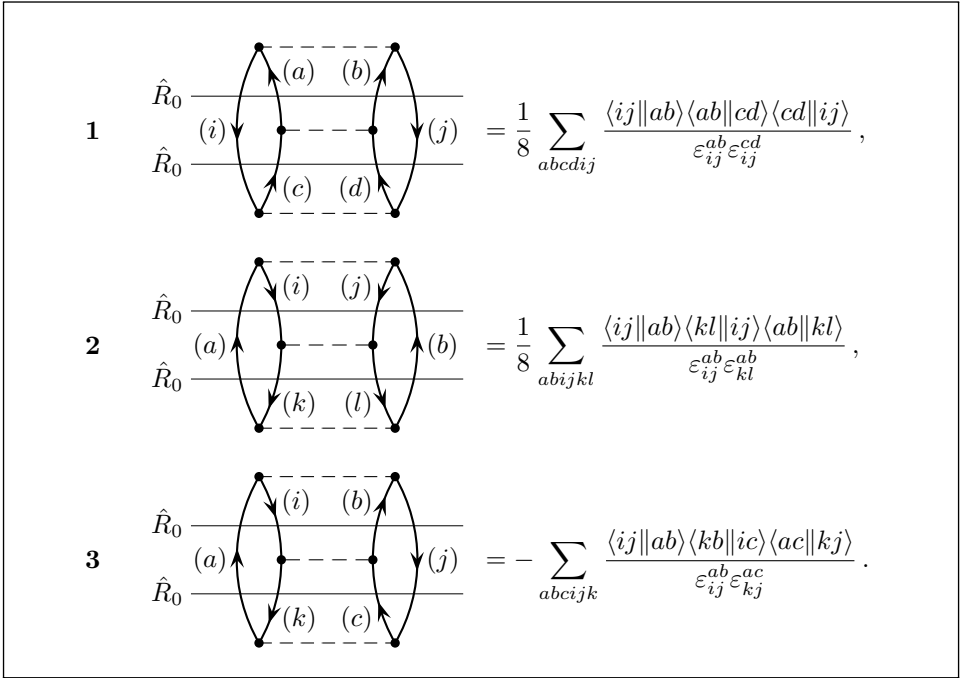 (a) (b)
R̂₀
1 (i) (j) = 1/8 ∑_{abcdij} ⟨ij∥ab⟩⟨ab∥cd⟩⟨cd∥ij⟩ / ε_{ij}^{ab} ε_{ij}^{cd} ,
R̂₀
(c) (d)
(i) (j)
R̂₀
2 (a) (b) = 1/8 ∑_{abijkl} ⟨ij∥ab⟩⟨kl∥ij⟩⟨ab∥kl⟩ / ε_{ij}^{ab} ε_{kl}^{ab} ,
R̂₀
(k) (l)
(i) (b)
R̂₀
3 (a) (j) = − ∑_{abcijk} ⟨ij∥ab⟩⟨kb∥ic⟩⟨ac∥kj⟩ / ε_{ij}^{ab} ε_{kj}^{ac} .
R̂₀
(k) (c)